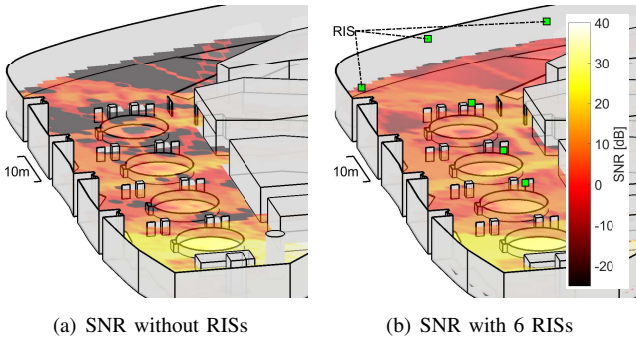 10m
(a) SNR without RISs
RIS
10m
40
30
20
10
0
-10
-20
SNR [dB]
(b) SNR with 6 RISs